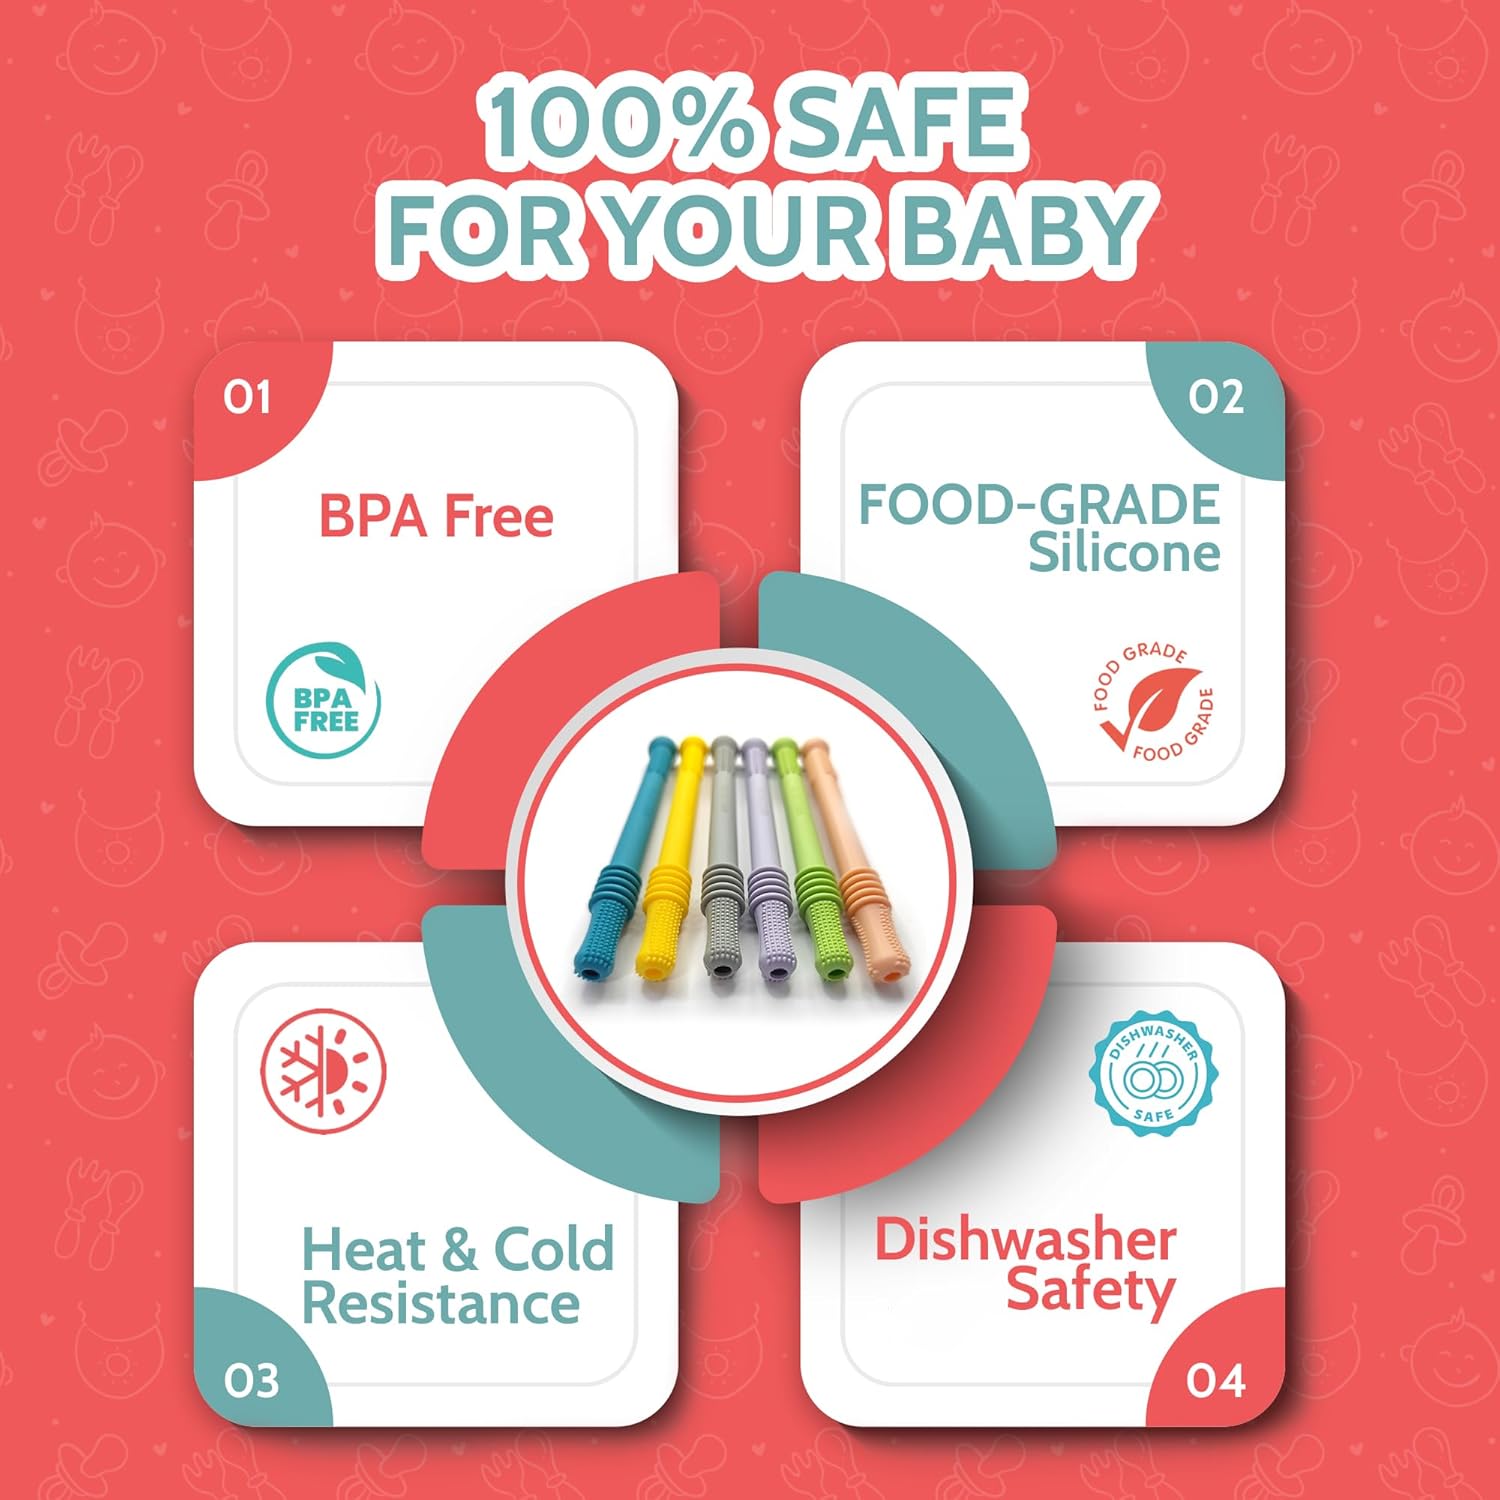 100% SAFE
FOR YOUR BABY
01
BPA Free
BPA
FREE
02
FOOD-GRADE
Silicone
FOOD GRADE
FOOD GRADE
Heat & Cold
Resistance
03
DISHWASHER
SAFE
Dishwasher
Safety
04